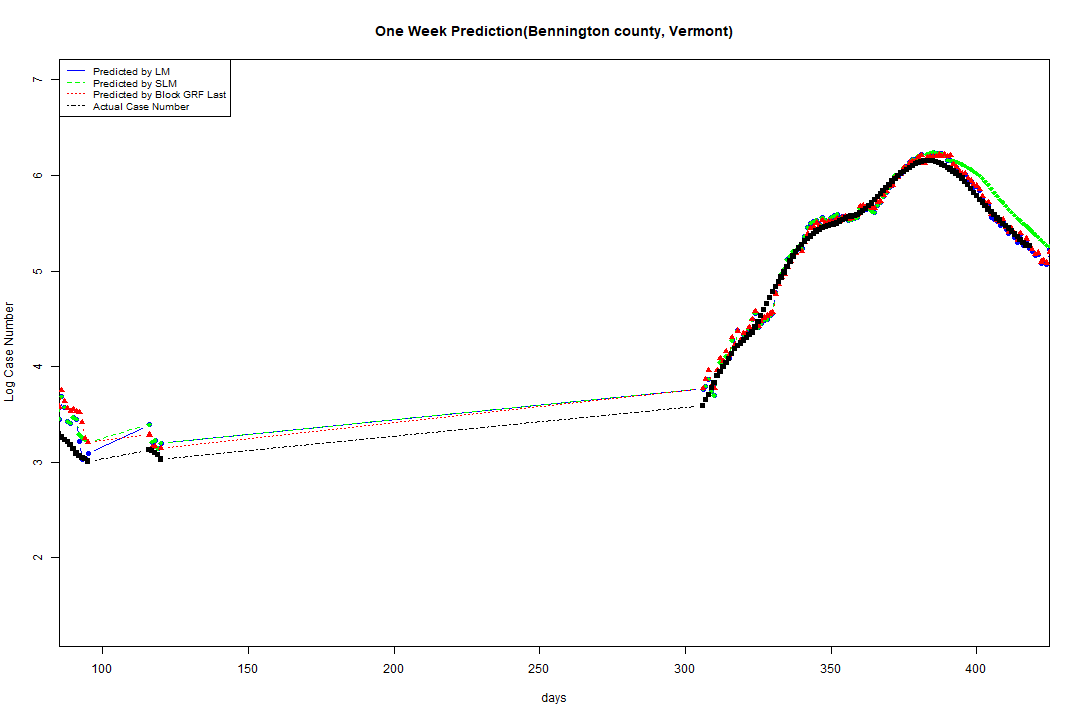 One Week Prediction(Bennington county, Vermont)
Predicted by LM
Predicted by SLM
Predicted by Block GRF Last
Actual Case Number
7
6
5
4
3
2
Log Case Number
100 150 200 250 300 350 400
days